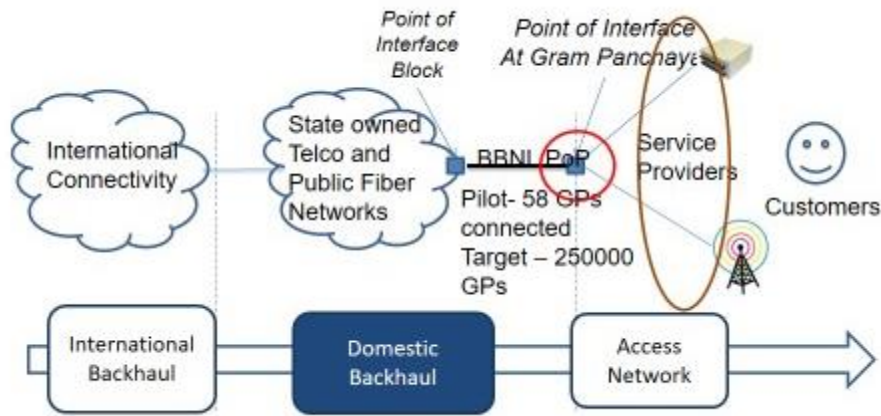 Point of
Interface
Block
Point of Interface
At Gram Panchaya
International
Connectivity
State owned
Telco and
Public Fiber
Networks
BBNL PoP
Pilot- 58 GPs
connected
Target – 250000
GPs
Service
Providers
Customers
International
Backhaul
Domestic
Backhaul
Access
Network